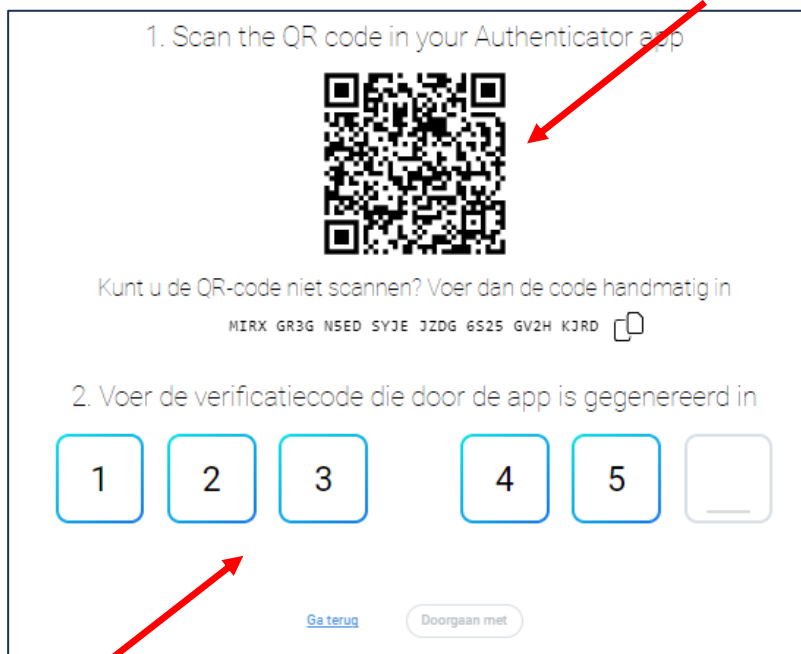 1. Scan the QR code in your Authenticator app
Kunt u de QR-code niet scannen? Voer dan de code handmatig in
MIRX GR3G N5ED SYJE JZDG 6S25 GV2H KJRD
2. Voer de verificatiecode die door de app is gegenereerd in
1 2 3 4 5
Ga terug Doorgaan met